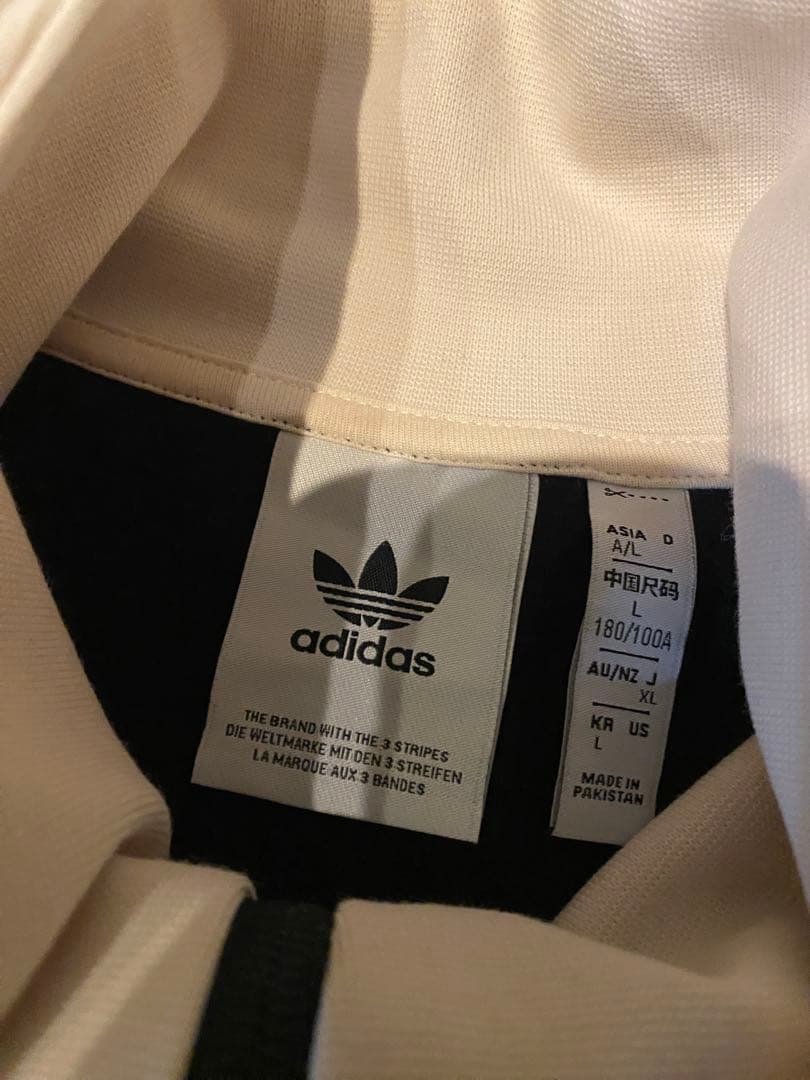 adidas
THE BRAND WITH THE 3 STRIPES
DIE WELTMARKE MIT DEN 3 STREIFEN
LA MARQUE AUX 3 BANDES
ASIA D
A/L
中国尺码
L
180/100A
AU/NZ J
XL
KR US
L
MADE IN
PAKISTAN